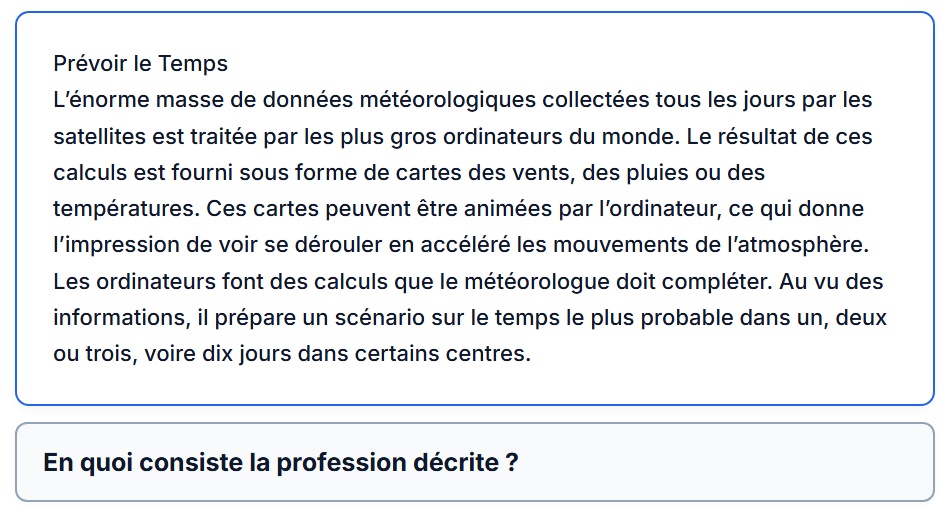 Prévoir le Temps
L’énorme masse de données météorologiques collectées tous les jours par les
satellites est traitée par les plus gros ordinateurs du monde. Le résultat de ces
calculs est fourni sous forme de cartes des vents, des pluies ou des
températures. Ces cartes peuvent être animées par l’ordinateur, ce qui donne
l’impression de voir se dérouler en accéléré les mouvements de l’atmosphère.
Les ordinateurs font des calculs que le météorologue doit compléter. Au vu des
informations, il prépare un scénario sur le temps le plus probable dans un, deux
ou trois, voire dix jours dans certains centres.
En quoi consiste la profession décrite ?